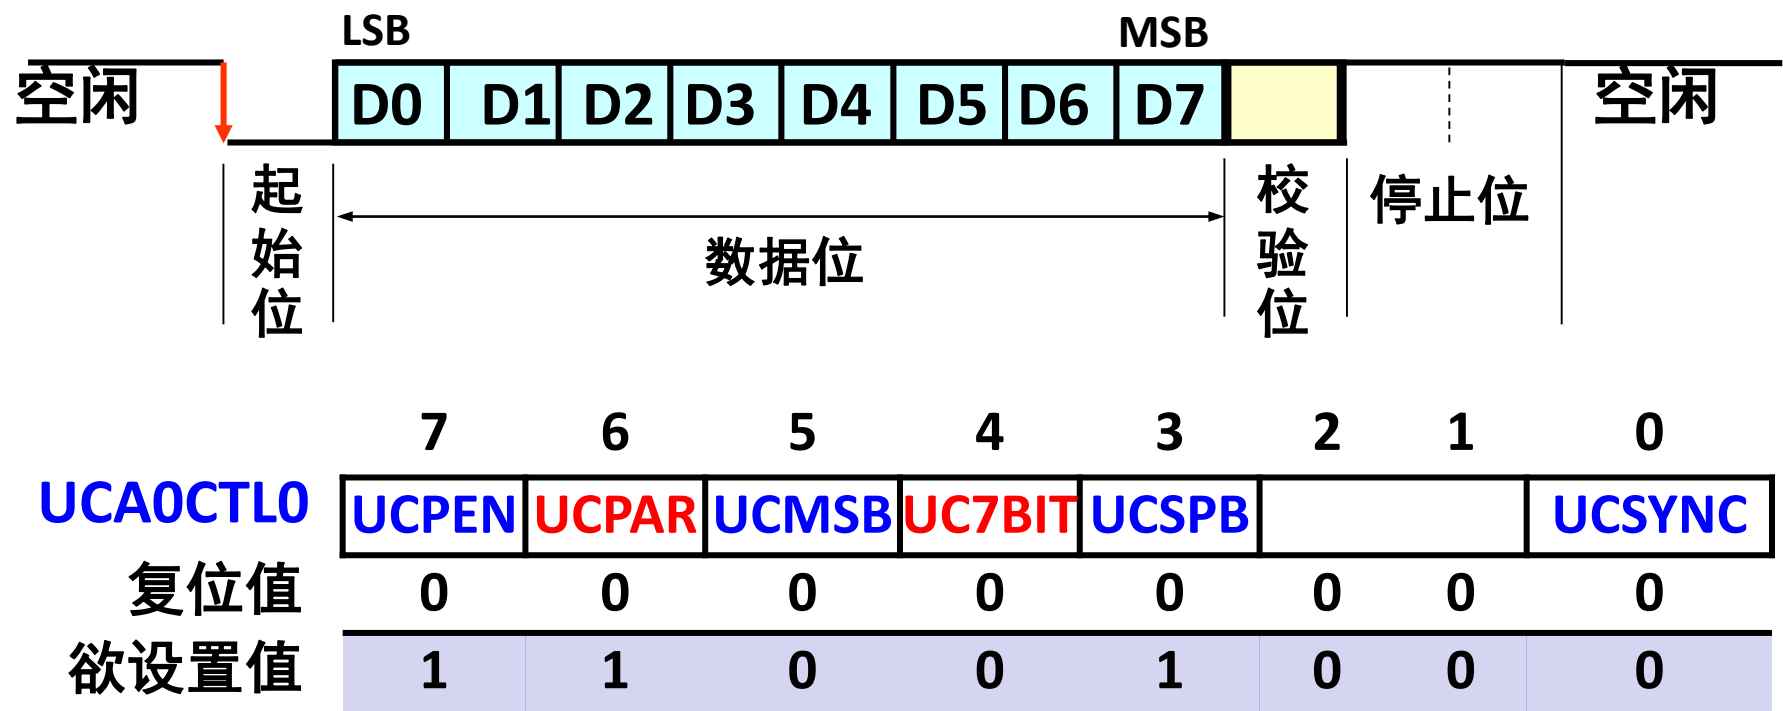 LSB MSB
空闲 D0 D1 D2 D3 D4 D5 D6 D7 空闲
起始位 数据位 校验位 停止位
7 6 5 4 3 2 1 0
UCA0CTL0 UCPEN UCPAR UCMSB UC7BIT UCSPB UCSYNC
复位值 0 0 0 0 0 0 0 0
欲设置值 1 1 0 0 1 0 0 0